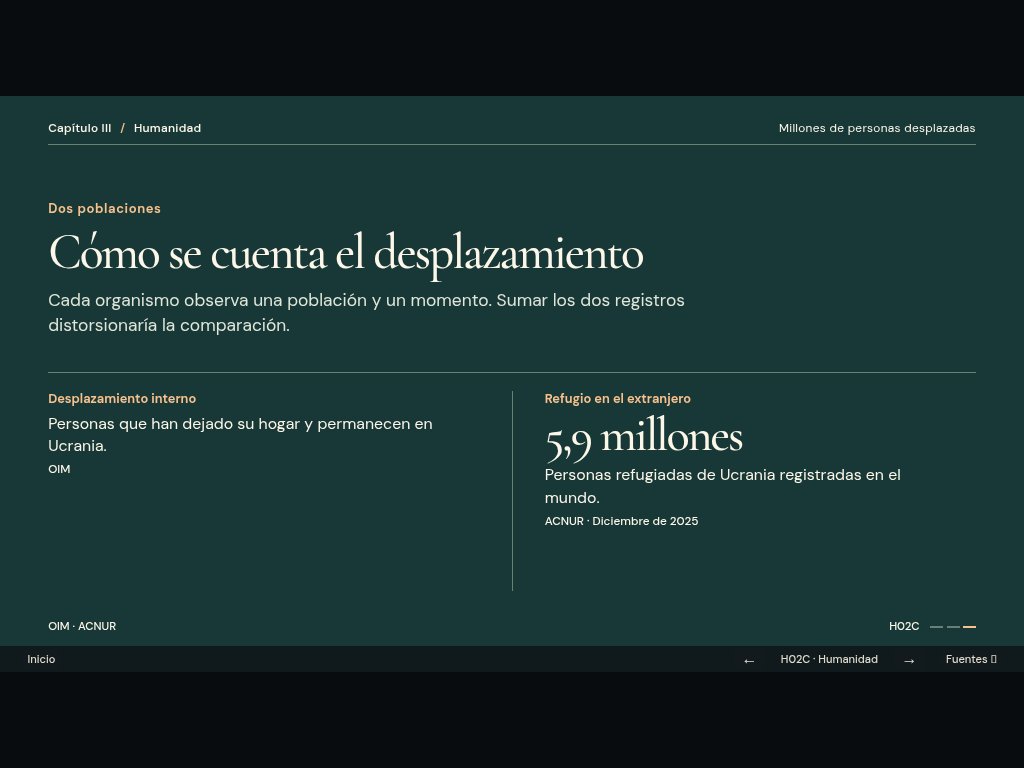 Capítulo III / Humanidad
Millones de personas desplazadas
Dos poblaciones
Cómo se cuenta el desplazamiento
Cada organismo observa una población y un momento. Sumar los dos registros
distorsionaría la comparación.
Desplazamiento interno
Personas que han dejado su hogar y permanecen en
Ucrania.
OIM
Refugio en el extranjero
5,9 millones
Personas refugiadas de Ucrania registradas en el
mundo.
ACNUR · Diciembre de 2025
OIM · ACNUR
H02C
Inicio
← H02C · Humanidad →
Fuentes